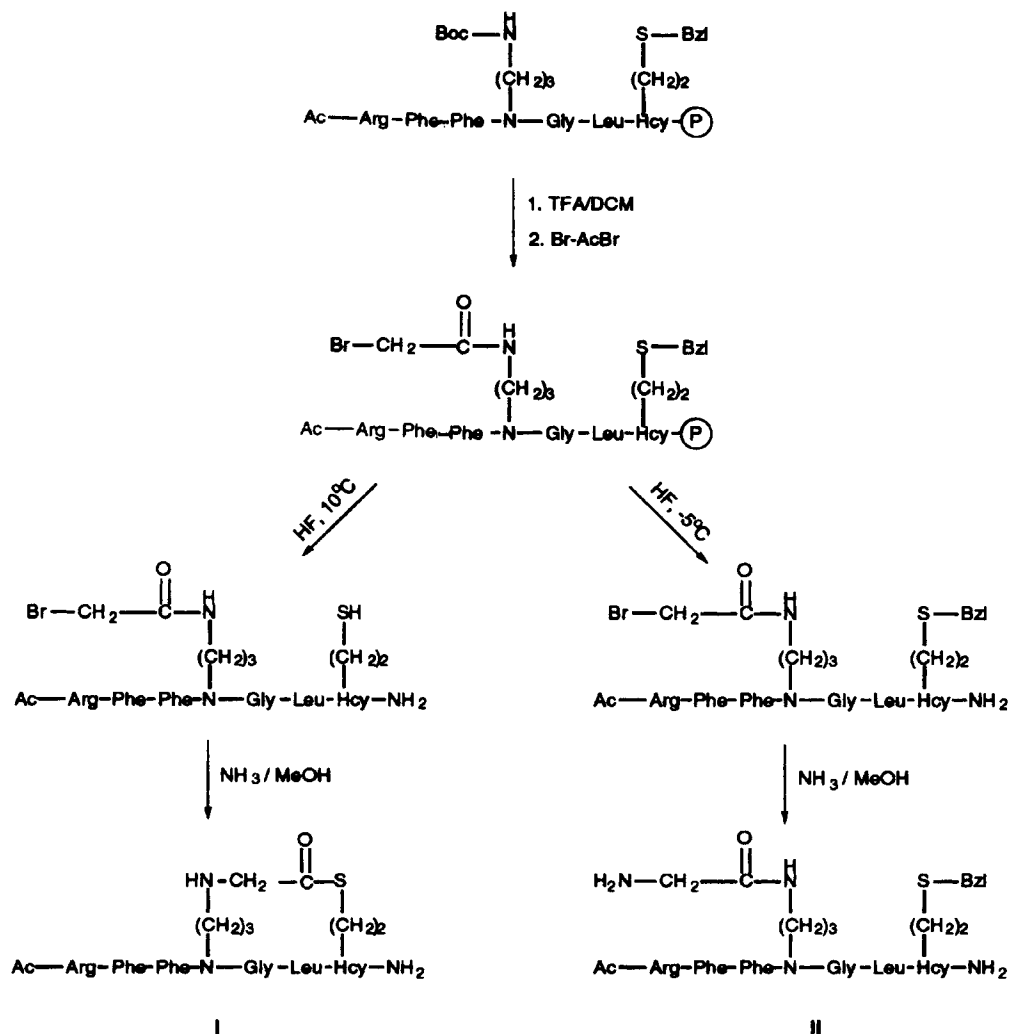 Boc—N H S—Bzl
(CH2)3 (CH2)2
Ac—Arg–Phe–Phe–N—Gly–Leu–Hcy–P
1. TFA/DCM
2. Br-AcBr
O
Br—CH2—C—N H S—Bzl
(CH2)3 (CH2)2
Ac—Arg–Phe–Phe–N—Gly–Leu–Hcy–P
HF, 10°C HF, -5°C
O O
Br—CH2—C—N H SH Br—CH2—C—N H S—Bzl
(CH2)3 (CH2)2 (CH2)3 (CH2)2
Ac—Arg–Phe–Phe–N—Gly–Leu–Hcy–NH2 Ac—Arg–Phe–Phe–N—Gly–Leu–Hcy–NH2
NH3 / MeOH NH3 / MeOH
O O
HN–CH2—C—S H2N—CH2—C—N H S—Bzl
(CH2)3 (CH2)2 (CH2)3 (CH2)2
Ac—Arg–Phe–Phe–N—Gly–Leu–Hcy–NH2 Ac—Arg–Phe–Phe–N—Gly–Leu–Hcy–NH2
I II